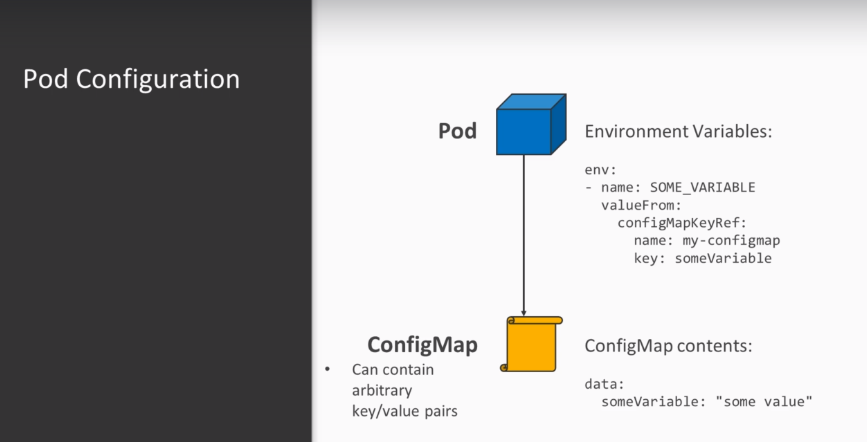 Pod Configuration
Pod
Environment Variables:
env:
- name: SOME_VARIABLE
  valueFrom:
    configMapKeyRef:
      name: my-configmap
      key: someVariable
ConfigMap
• Can contain
arbitrary
key/value pairs
ConfigMap contents:
data:
  someVariable: "some value"